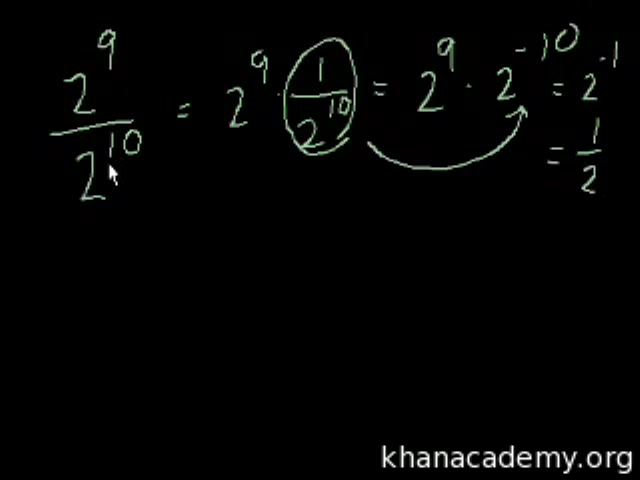 2^9 / 2^10 = 2^9 · 1 / 2^10 = 2^9 · 2^-10 = 2^-1
= 1 / 2
khanacademy.org